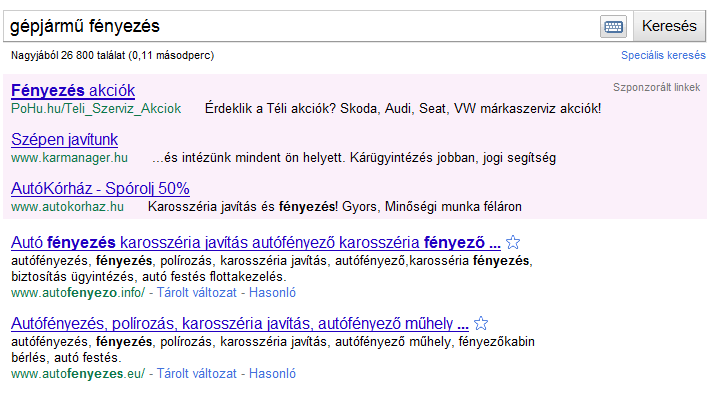 gépjármű fényezés
Keresés
Nagyjából 26 800 találat (0,11 másodperc)
Speciális keresés
Fényezés akciók
Szponzorált linkek
PoHu.hu/Teli_Szerviz_Akciok Érdeklik a Téli akciók? Skoda, Audi, Seat, VW márkaszerviz akciók!
Szépen javítunk
www.karmanager.hu ...és intézünk mindent ön helyett. Kárügyintézés jobban, jogi segítség
AutóKórház - Spórolj 50%
www.autokorhaz.hu Karosszéria javítás és fényezés! Gyors, Minőségi munka féláron
Autó fényezés karosszéria javítás autófényező karosszéria fényező ...
autófényezés, fényezés, polírozás, karosszéria javítás, autófényező,karosséria fényezés,
biztosítás ügyintézés, autó festés flottakezelés.
www.autofenyezo.info/ - Tárolt változat - Hasonló
Autófényezés, polírozás, karosszéria javítás, autófényező műhely ...
autófényezés, fényezés, polírozás, karosszéria javítás, autófényező műhely, fényezőkabin
bérlés, autó festés.
www.autofenyezes.eu/ - Tárolt változat - Hasonló